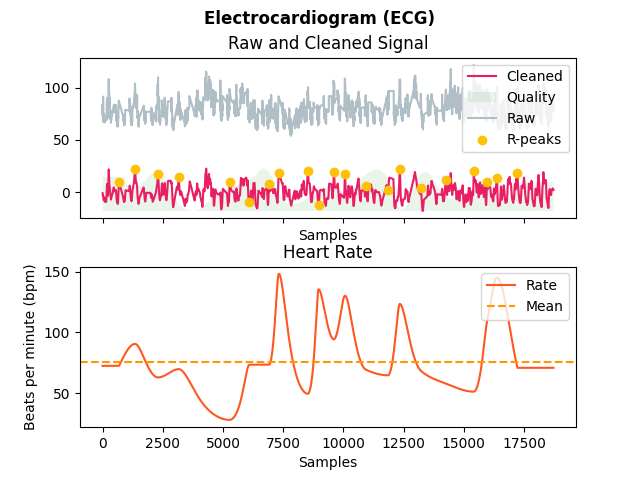 Electrocardiogram (ECG)
Raw and Cleaned Signal
100
50
0
Cleaned
Quality
Raw
R-peaks
Samples
Heart Rate
Beats per minute (bpm)
150
100
50
Rate
Mean
0 2500 5000 7500 10000 12500 15000 17500
Samples